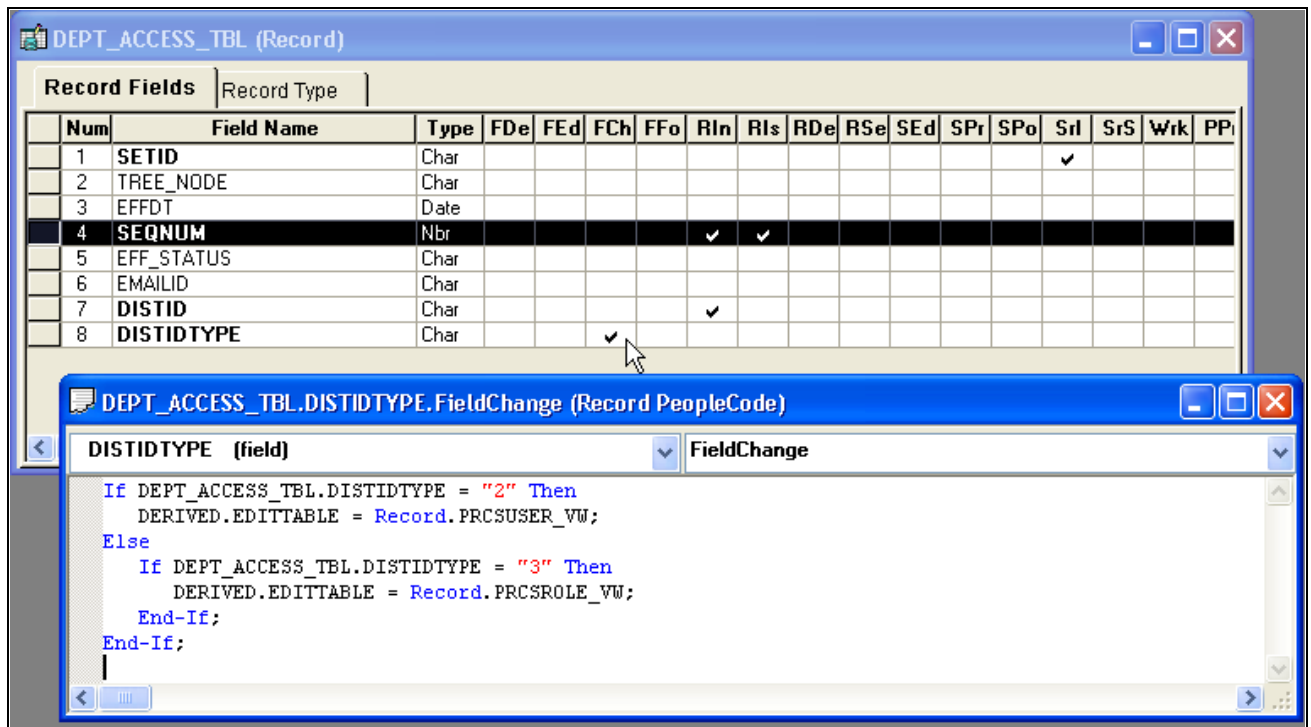 DEPT_ACCESS_TBL (Record)
Record Fields Record Type
Num Field Name Type FDe FEd FCh FFo RIn RIs RDe RSe SEd SPr SPo SrI SrS Wrk PPr
1 SETID Char
2 TREE_NODE Char
3 EFFDT Date
4 SEQNUM Nbr
5 EFF_STATUS Char
6 EMAILID Char
7 DISTID Char
8 DISTIDTYPE Char
DEPT_ACCESS_TBL.DISTIDTYPE.FieldChange (Record PeopleCode)
DISTIDTYPE (field) FieldChange
If DEPT_ACCESS_TBL.DISTIDTYPE = "2" Then
DERIVED.EDITTABLE = Record.PRCSUSER_VW;
Else
If DEPT_ACCESS_TBL.DISTIDTYPE = "3" Then
DERIVED.EDITTABLE = Record.PRCSROLE_VW;
End-If;
End-If;